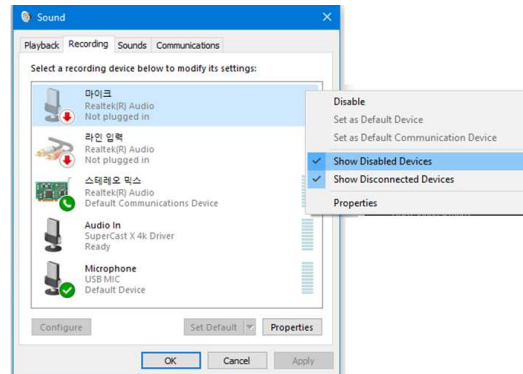 Sound
Playback Recording Sounds Communications
Select a recording device below to modify its settings:
마이크
Realtek(R) Audio
Not plugged in
라인 입력
Realtek(R) Audio
Not plugged in
스테레오 믹스
Realtek(R) Audio
Default Communications Device
Audio In
SuperCast X 4k Driver
Ready
Microphone
USB MIC
Default Device
Configure Set Default Properties
OK Cancel Apply
Disable
Set as Default Device
Set as Default Communication Device
Show Disabled Devices
Show Disconnected Devices
Properties